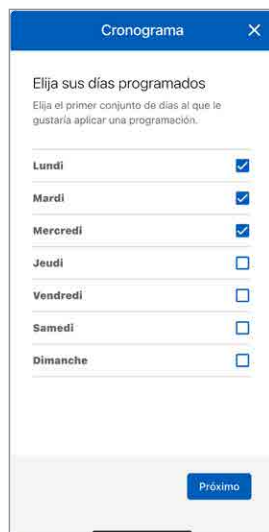 Cronograma
Elija sus días programados
Elija el primer conjunto de días al que le
gustaría aplicar una programación.
Lundi
Mardi
Mercredi
Jeudi
Vendredi
Samedi
Dimanche
Próximo